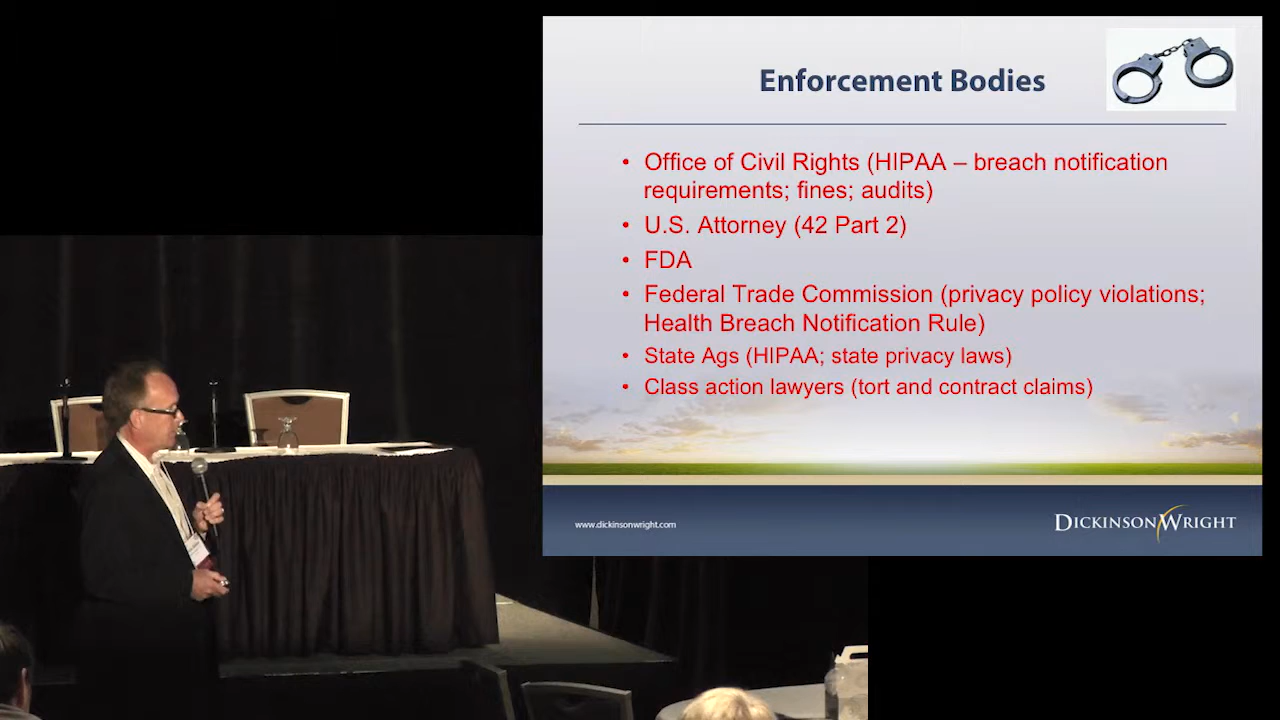 Enforcement Bodies
• Office of Civil Rights (HIPAA – breach notification
requirements; fines; audits)
• U.S. Attorney (42 Part 2)
• FDA
• Federal Trade Commission (privacy policy violations;
Health Breach Notification Rule)
• State Ags (HIPAA; state privacy laws)
• Class action lawyers (tort and contract claims)
www.dickinsonwright.com
DICKINSON WRIGHT